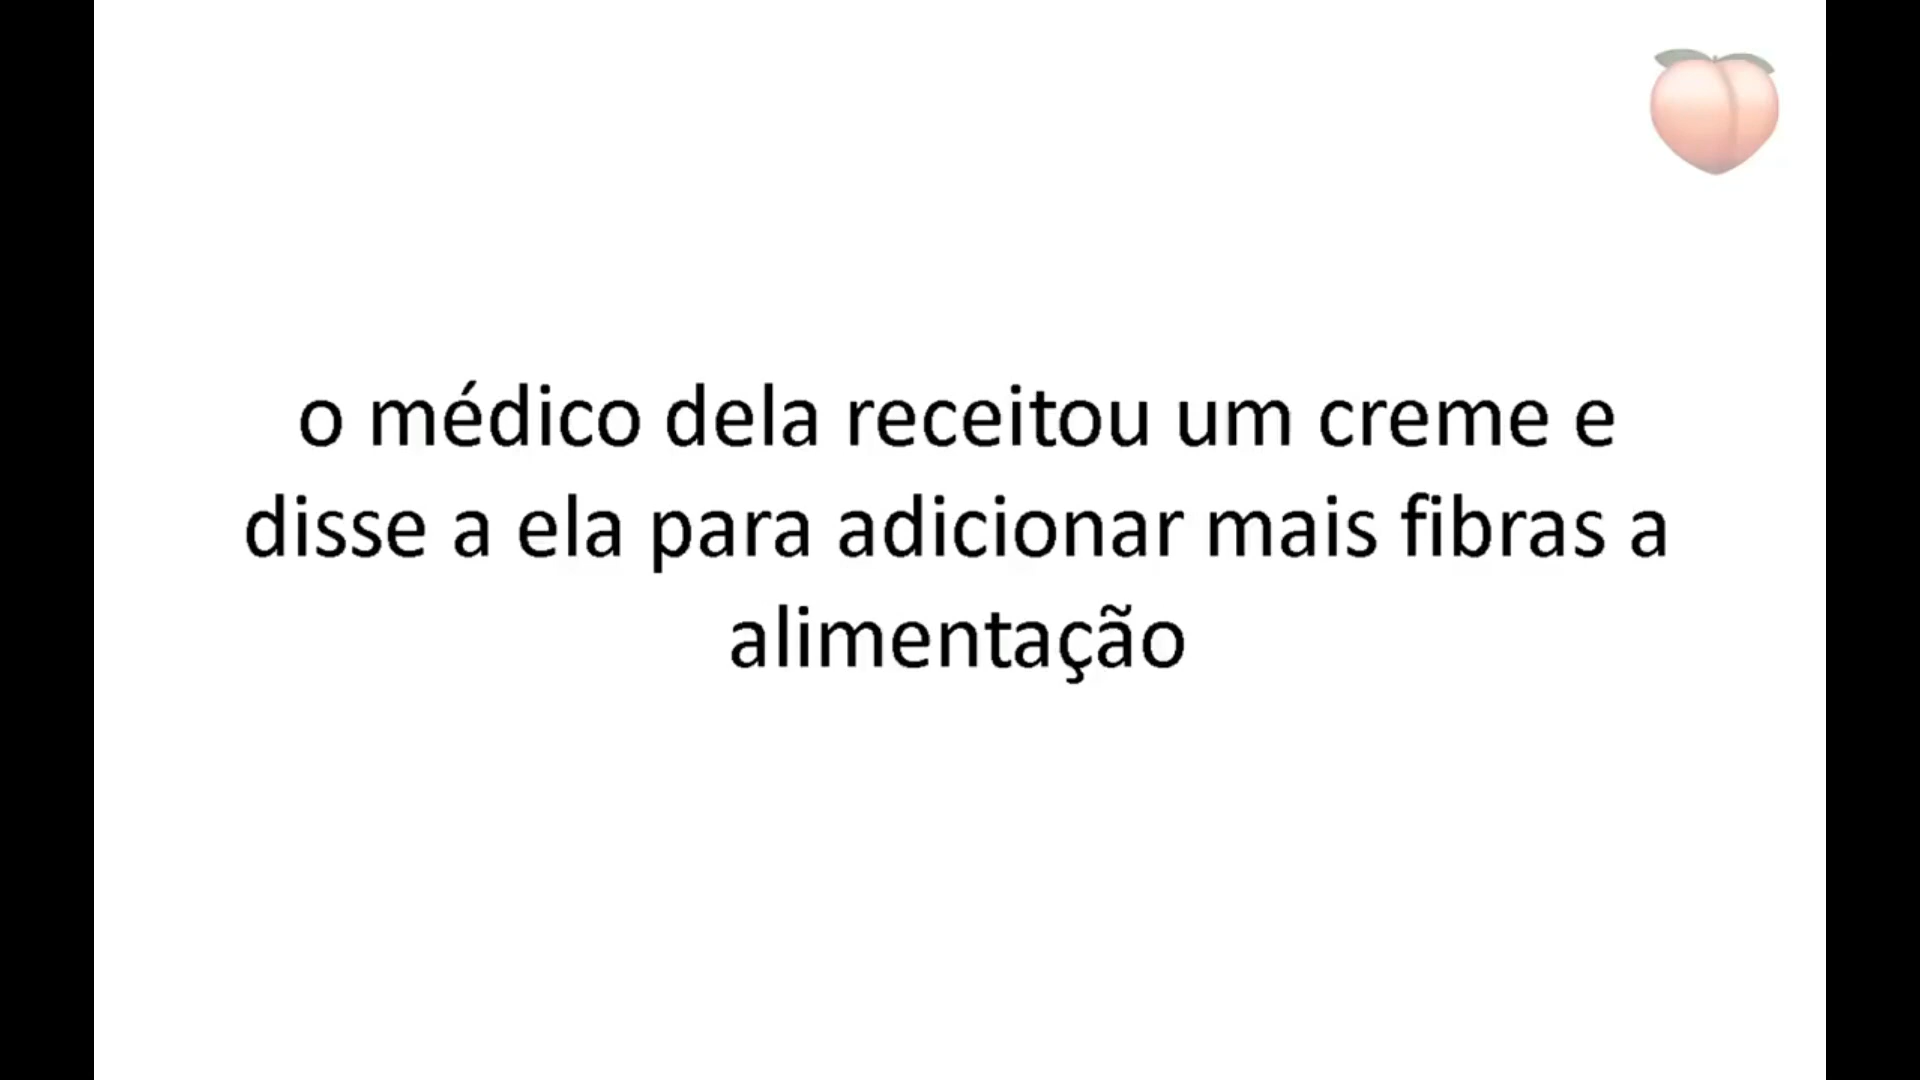 o médico dela receitou um creme e
disse a ela para adicionar mais fibras a
alimentação